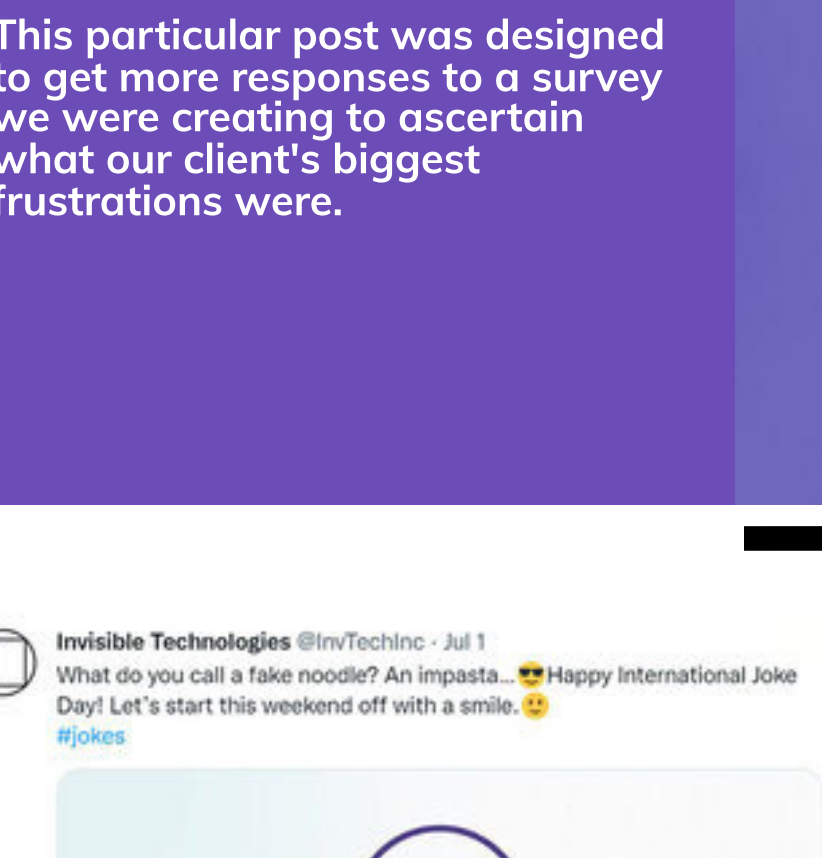 This particular post was designed
to get more responses to a survey
we were creating to ascertain
what our client's biggest
frustrations were.
Invisible Technologies @InvTechInc · Jul 1
What do you call a fake noodle? An impasta...😎Happy International Joke
Day! Let's start this weekend off with a smile.🙂
#jokes